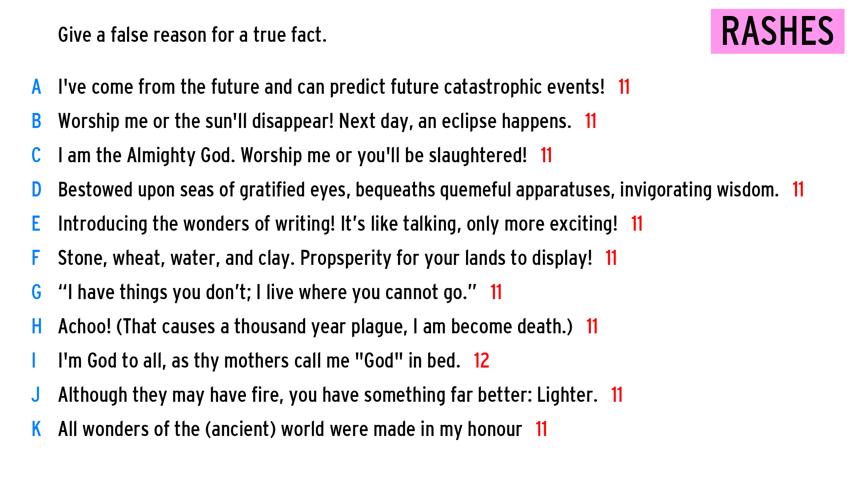 Give a false reason for a true fact.
RASHES
A I've come from the future and can predict future catastrophic events! 11
B Worship me or the sun'll disappear! Next day, an eclipse happens. 11
C I am the Almighty God. Worship me or you'll be slaughtered! 11
D Bestowed upon seas of gratified eyes, bequeaths quemeful apparatuses, invigorating wisdom. 11
E Introducing the wonders of writing! It’s like talking, only more exciting! 11
F Stone, wheat, water, and clay. Propsperity for your lands to display! 11
G “I have things you don’t; I live where you cannot go.” 11
H Achoo! (That causes a thousand year plague, I am become death.) 11
I I'm God to all, as thy mothers call me "God" in bed. 12
J Although they may have fire, you have something far better: Lighter. 11
K All wonders of the (ancient) world were made in my honour 11